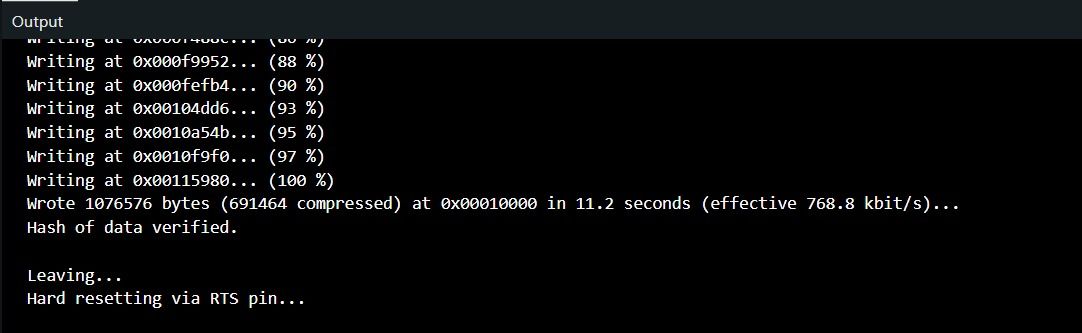 Output
Writing at 0x000f9952... (88 %)
Writing at 0x000fefb4... (90 %)
Writing at 0x00104dd6... (93 %)
Writing at 0x0010a54b... (95 %)
Writing at 0x0010f9f0... (97 %)
Writing at 0x00115980... (100 %)
Wrote 1076576 bytes (691464 compressed) at 0x00010000 in 11.2 seconds (effective 768.8 kbit/s)...
Hash of data verified.
Leaving...
Hard resetting via RTS pin...